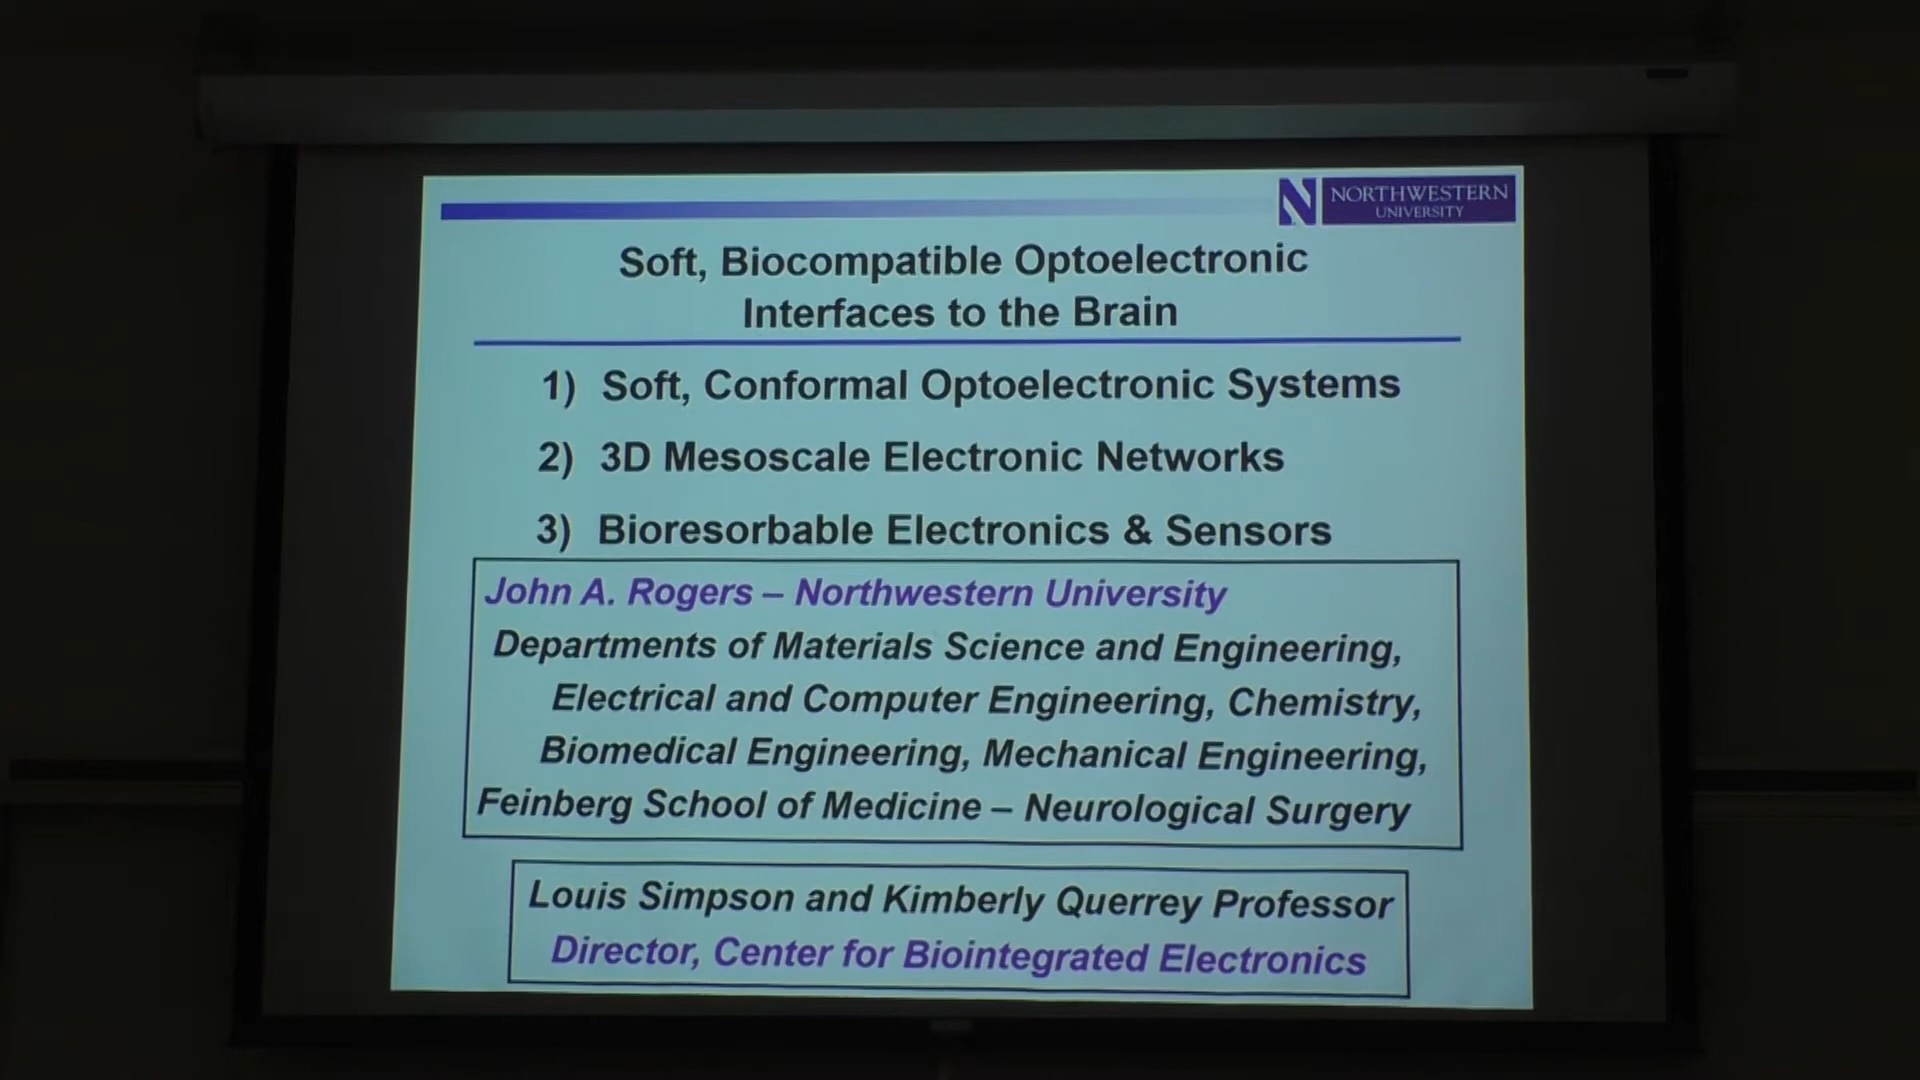 N NORTHWESTERN
UNIVERSITY
Soft, Biocompatible Optoelectronic
Interfaces to the Brain
1) Soft, Conformal Optoelectronic Systems
2) 3D Mesoscale Electronic Networks
3) Bioresorbable Electronics & Sensors
John A. Rogers – Northwestern University
Departments of Materials Science and Engineering,
Electrical and Computer Engineering, Chemistry,
Biomedical Engineering, Mechanical Engineering,
Feinberg School of Medicine – Neurological Surgery
Louis Simpson and Kimberly Querrey Professor
Director, Center for Biointegrated Electronics